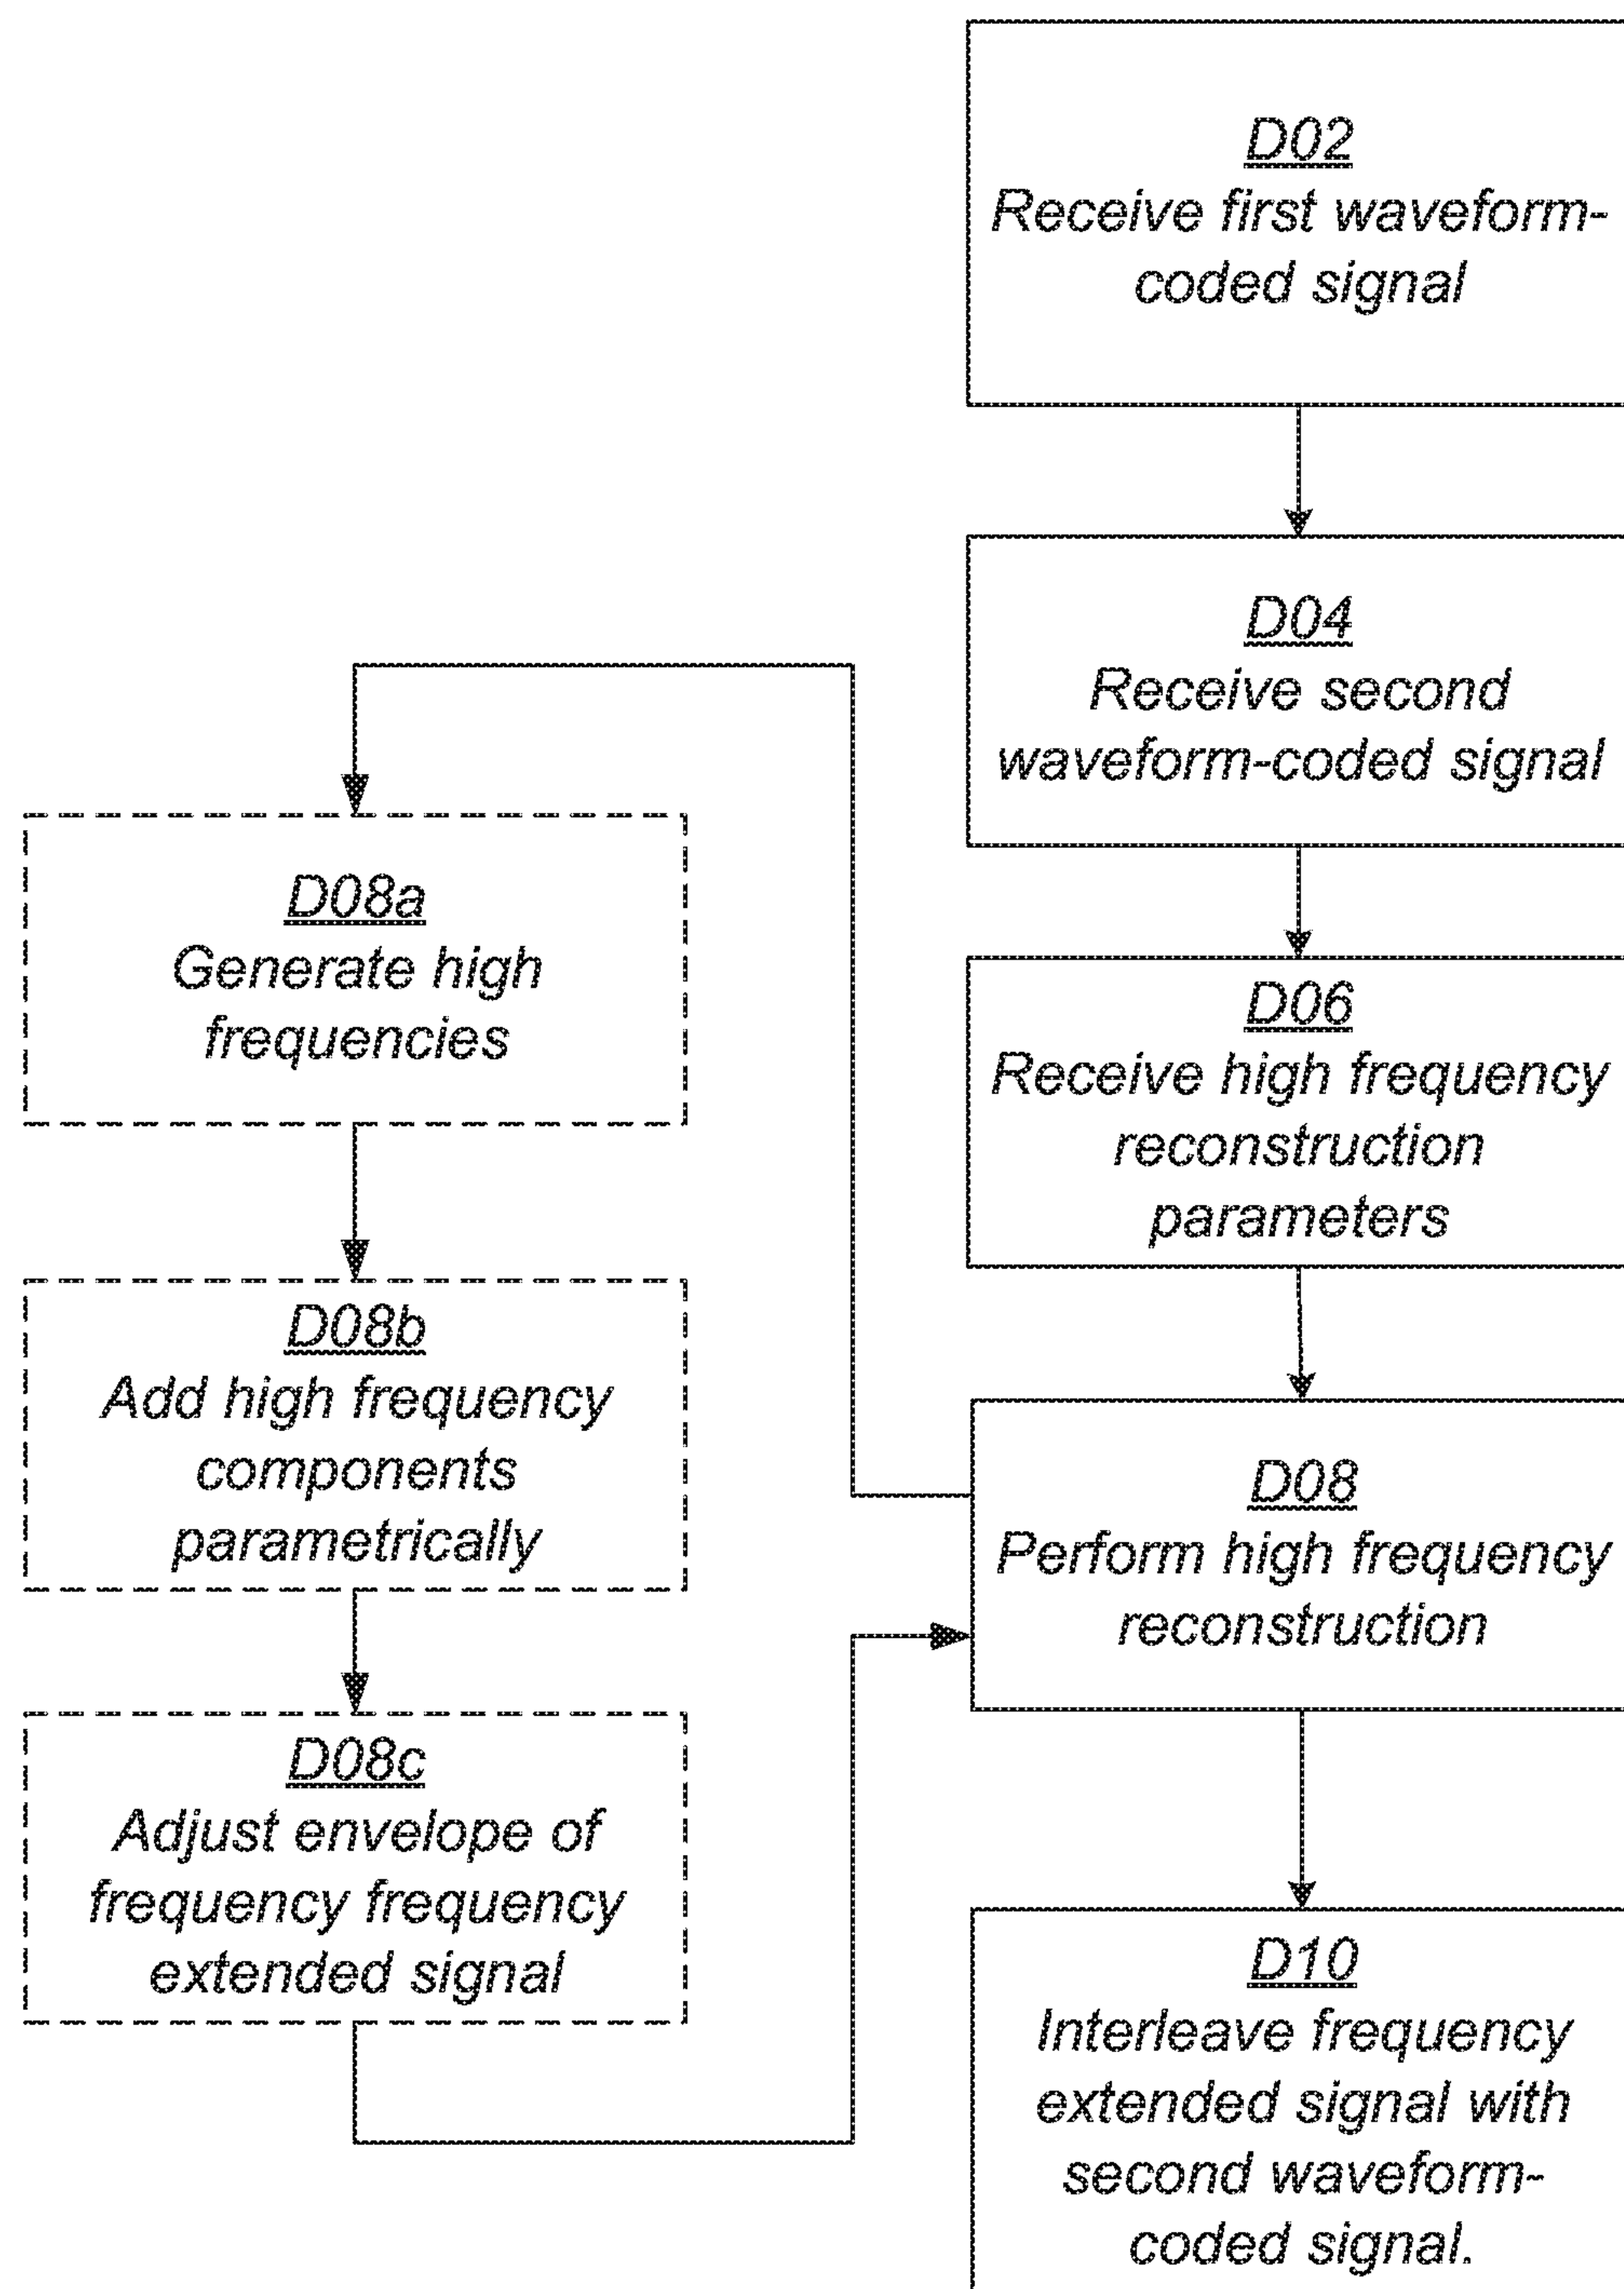 D02
Receive first waveform-
coded signal
D04
Receive second
waveform-coded signal
D06
Receive high frequency
reconstruction
parameters
D08
Perform high frequency
reconstruction
D08a
Generate high
frequencies
D08b
Add high frequency
components
parametrically
D08c
Adjust envelope of
frequency frequency
extended signal
D10
Interleave frequency
extended signal with
second waveform-
coded signal.